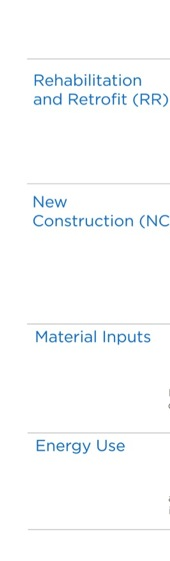 Rehabilitation
and Retrofit (RR)
New
Construction (NC
Material Inputs
Energy Use